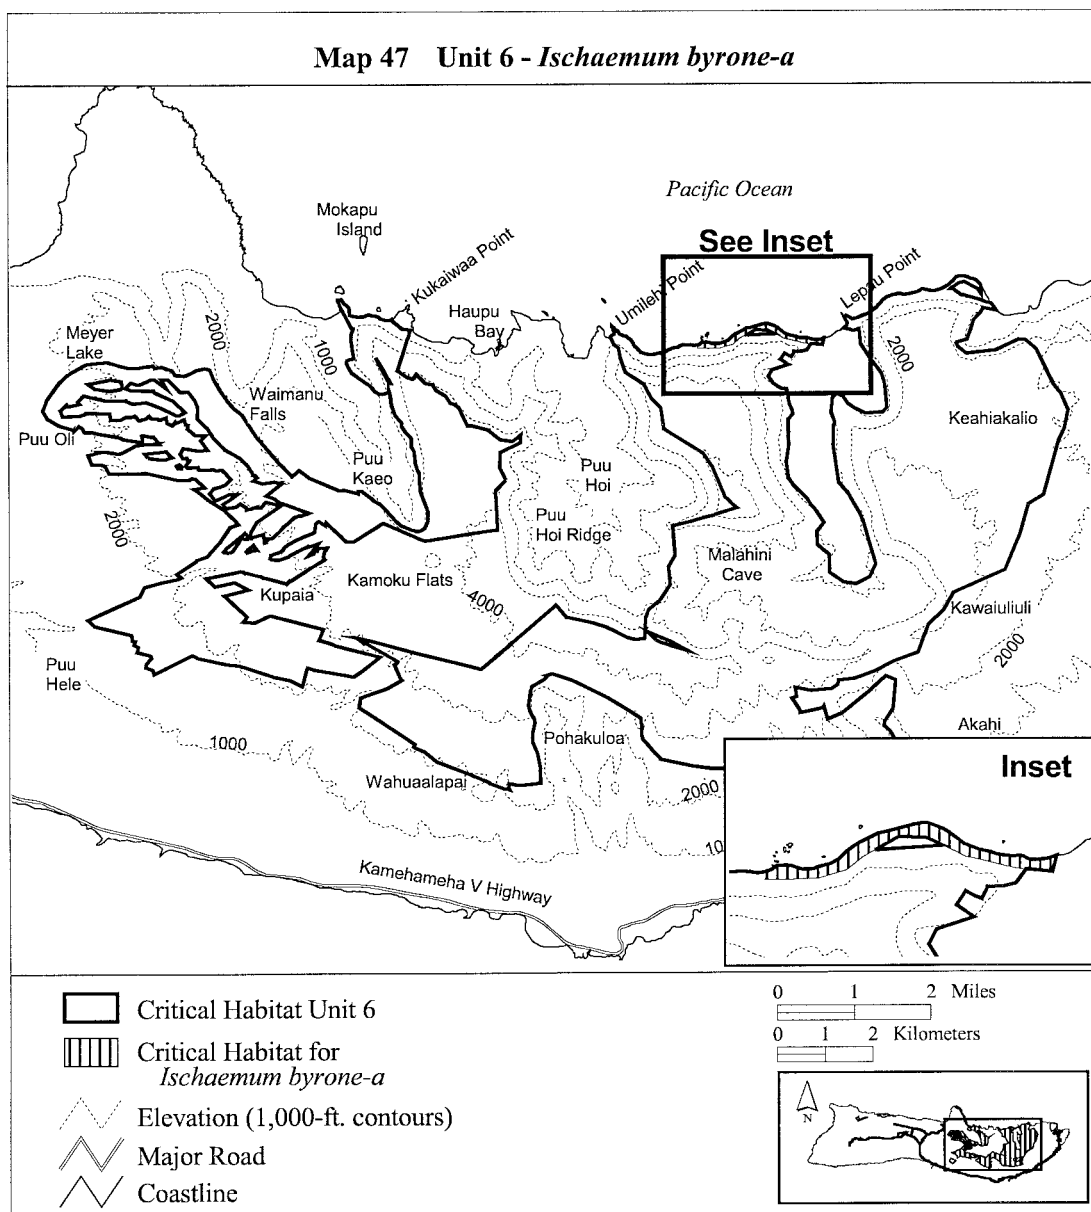 Map 47 Unit 6 - Ischaemum byrone-a
Pacific Ocean
Mokapu
Island
See Inset
Kukaiwaa Point
Umilehi Point
Lepau Point
Haupu
Bay
Meyer
Lake
2000
1000
2000
Waimanu
Falls
Keahiakalio
Puu Oli
Puu
Kaeo
Puu
Hoi
2000
Puu
Hoi Ridge
Malahini
Cave
Kamoku Flats
Kupaia
4000
Kawaiuliuli
2000
Puu
Hele
Akahi
1000
Pohakuloa
Wahuaalapai
2000
10
Inset
Kamehameha V Highway
Critical Habitat Unit 6
Critical Habitat for
Ischaemum byrone-a
Elevation (1,000-ft. contours)
Major Road
Coastline
0 1 2 Miles
0 1 2 Kilometers
N